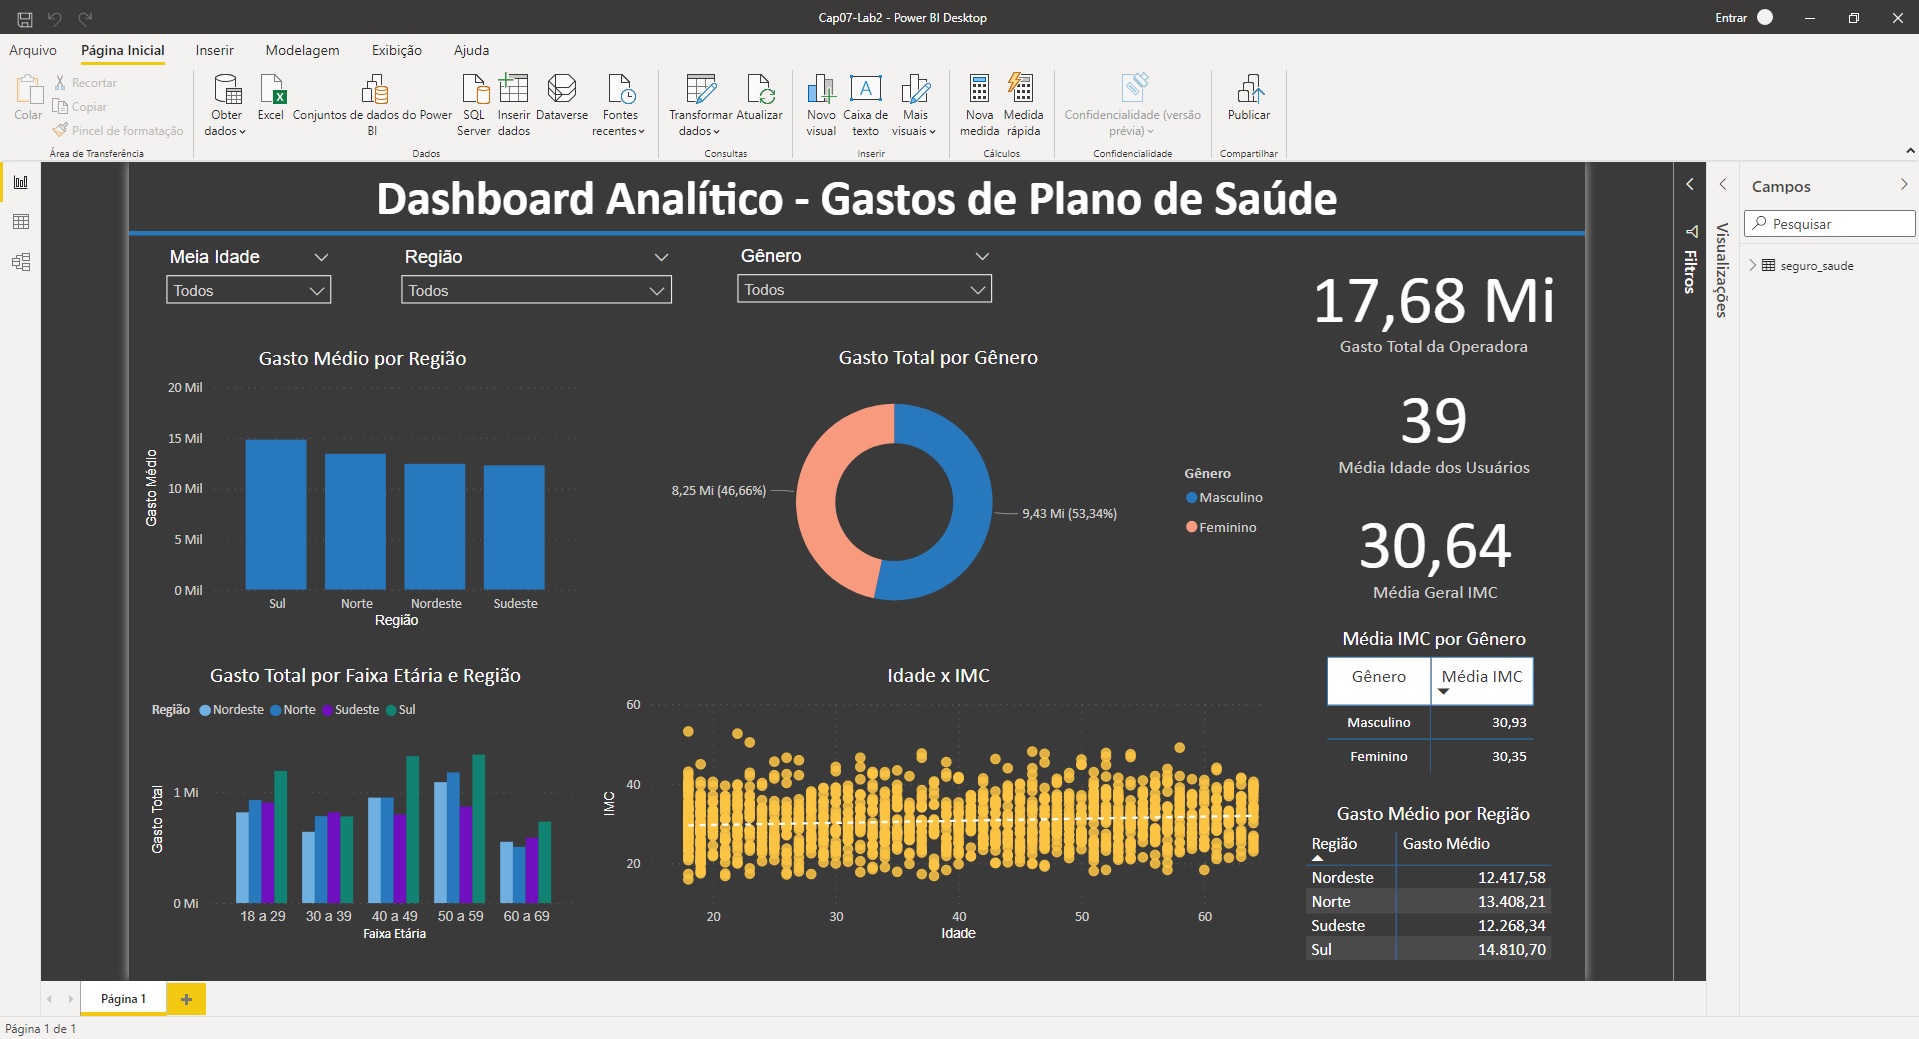 Cap07-Lab2 - Power BI Desktop
Entrar
Arquivo
Página Inicial
Inserir
Modelagem
Exibição
Ajuda
Colar
Recortar
Copiar
Pincel de formatação
Área de Transferência
Obter
dados
Excel
Conjuntos de dados do Power
BI
SQL
Server
Inserir
dados
Dataverse
Fontes
recentes
Dados
Transformar
dados
Atualizar
Consultas
Novo
visual
A
Caixa de
texto
Mais
visuais
Inserir
Nova
medida
Medida
rápida
Cálculos
Confidencialidade (versão
prévia)
Confidencialidade
Publicar
Compartilhar
Dashboard Analítico - Gastos de Plano de Saúde
Meia Idade
Todos
Região
Todos
Gênero
Todos
17,68 Mi
Gasto Total da Operadora
39
Média Idade dos Usuários
30,64
Média Geral IMC
Gasto Médio por Região
Gasto Médio
20 Mil
15 Mil
10 Mil
5 Mil
0 Mil
Sul Norte Nordeste Sudeste
Região
Gasto Total por Gênero
8,25 Mi (46,66%)
9,43 Mi (53,34%)
Gênero
Masculino
Feminino
Média IMC por Gênero
Gênero Média IMC
Masculino 30,93
Feminino 30,35
Gasto Total por Faixa Etária e Região
Região Nordeste Norte Sudeste Sul
Gasto Total
1 Mi
0 Mi
18 a 29 30 a 39 40 a 49 50 a 59 60 a 69
Faixa Etária
Idade x IMC
IMC
60
40
20
20 30 40 50 60
Idade
Gasto Médio por Região
Região Gasto Médio
Nordeste 12.417,58
Norte 13.408,21
Sudeste 12.268,34
Sul 14.810,70
Filtros
Visualizações
Campos
Pesquisar
seguro_saude
Página 1
Página 1 de 1